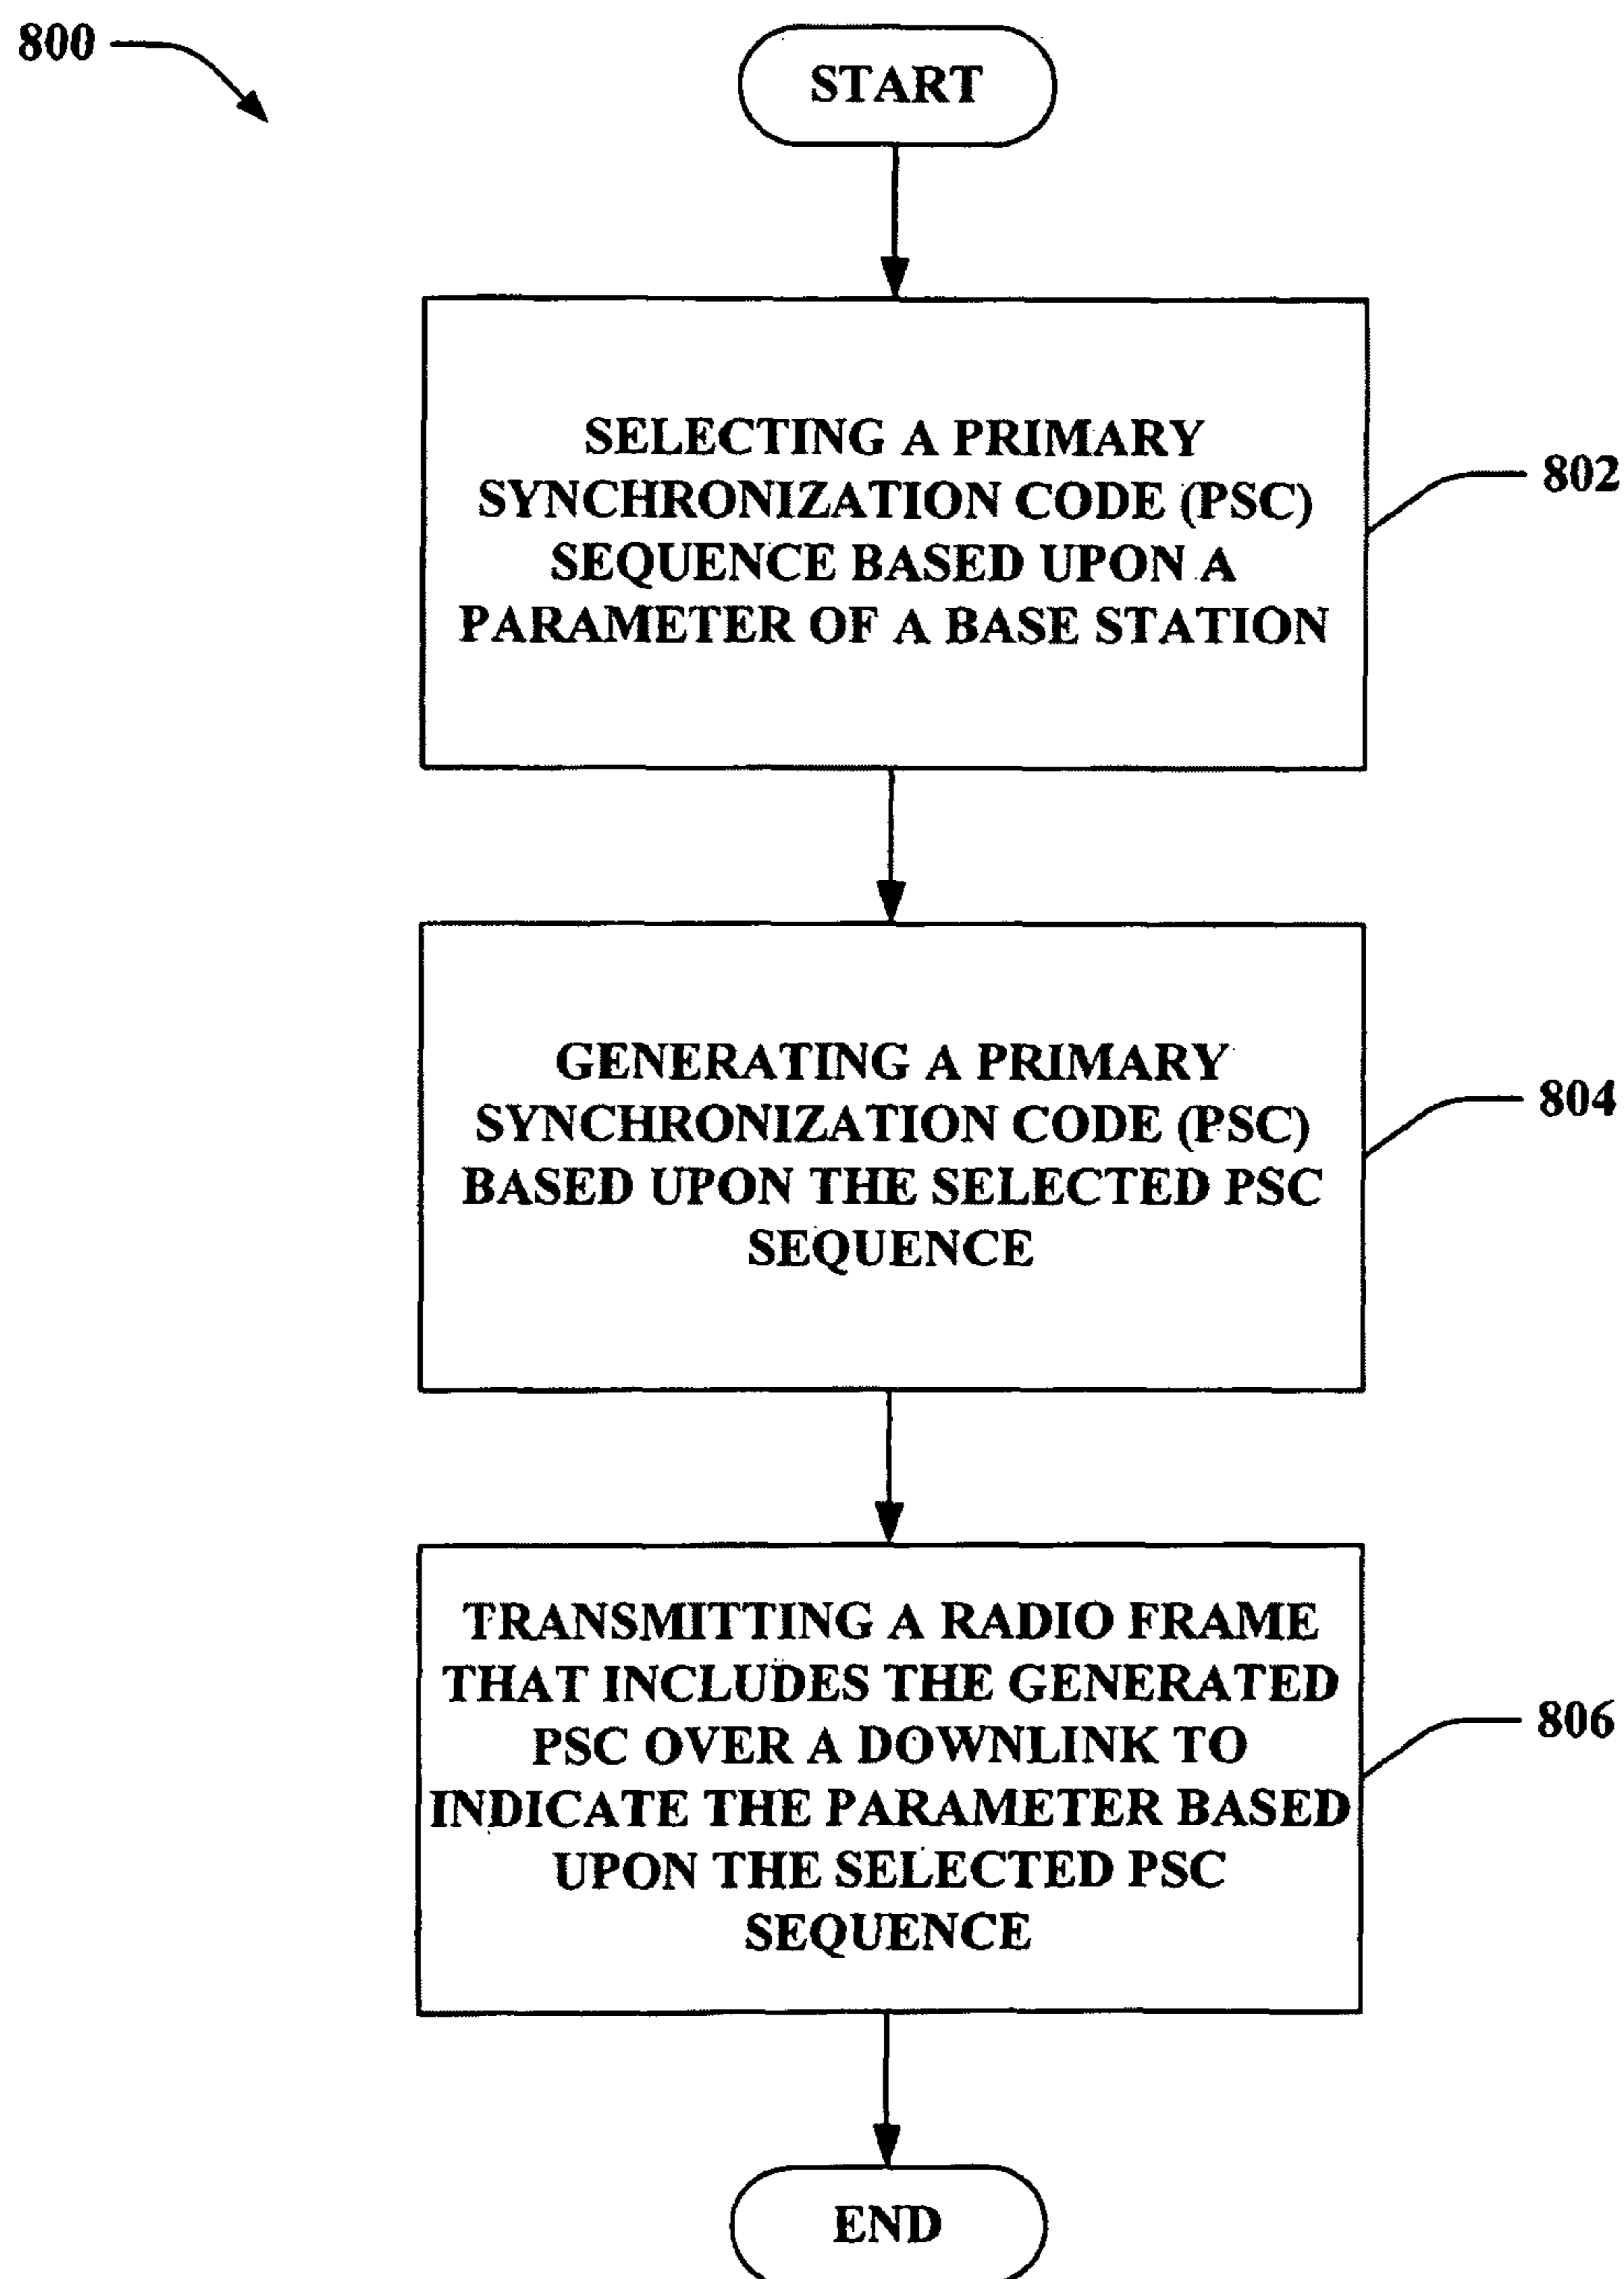 800
START
SELECTING A PRIMARY
SYNCHRONIZATION CODE (PSC)
SEQUENCE BASED UPON A
PARAMETER OF A BASE STATION
802
GENERATING A PRIMARY
SYNCHRONIZATION CODE (PSC)
BASED UPON THE SELECTED PSC
SEQUENCE
804
TRANSMITTING A RADIO FRAME
THAT INCLUDES THE GENERATED
PSC OVER A DOWNLINK TO
INDICATE THE PARAMETER BASED
UPON THE SELECTED PSC
SEQUENCE
806
END